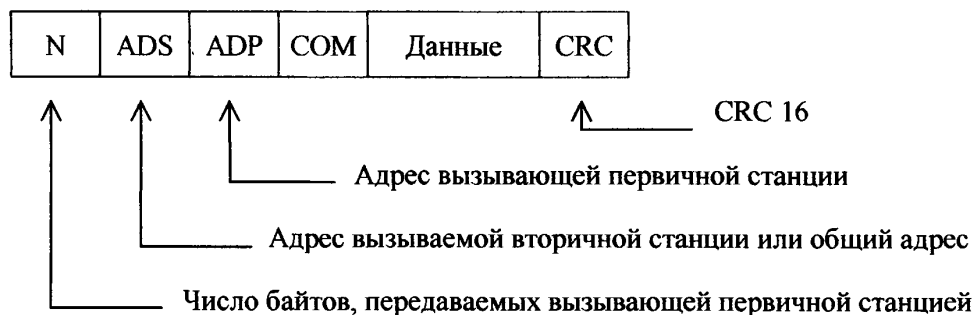 N ADS ADP COM Данные CRC
CRC 16
Адрес вызывающей первичной станции
Адрес вызываемой вторичной станции или общий адрес
Число байтов, передаваемых вызывающей первичной станцией